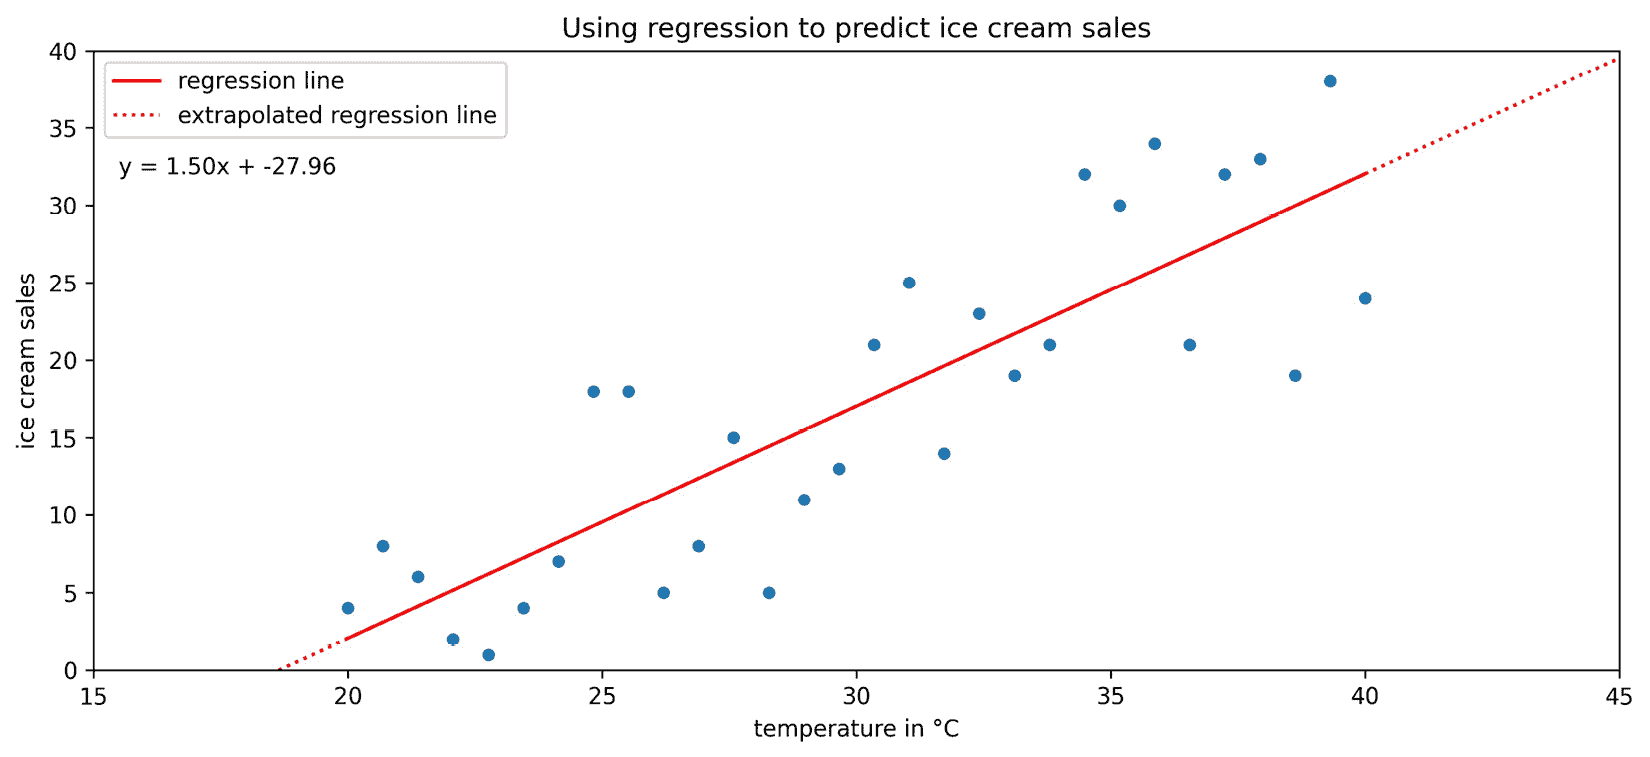 Using regression to predict ice cream sales
regression line
extrapolated regression line
y = 1.50x + -27.96
40
35
30
25
20
15
10
5
0
ice cream sales
15 20 25 30 35 40 45
temperature in °C